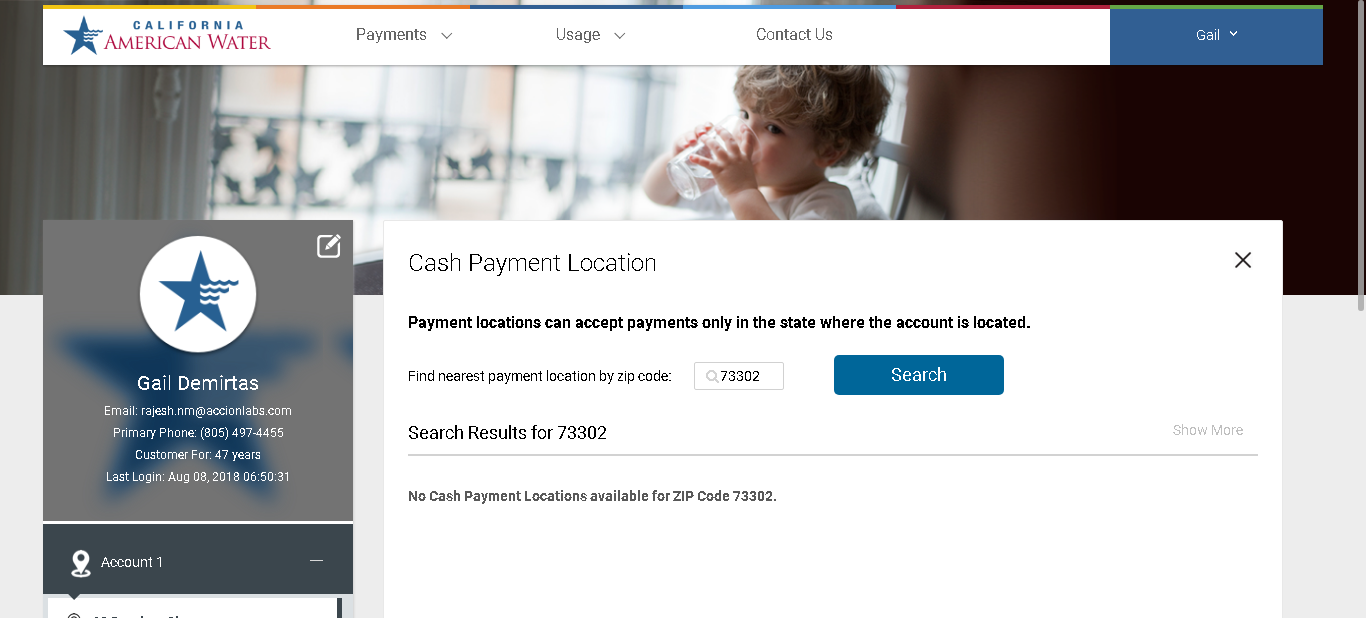 CALIFORNIA
AMERICAN WATER
Payments
Usage
Contact Us
Gail
Gail Demirtas
Email: rajesh.nm@accionlabs.com
Primary Phone: (805) 497-4455
Customer For: 47 years
Last Login: Aug 08, 2018 06:50:31
Account 1
Cash Payment Location
Payment locations can accept payments only in the state where the account is located.
Find nearest payment location by zip code:
73302
Search
Search Results for 73302
Show More
No Cash Payment Locations available for ZIP Code 73302.